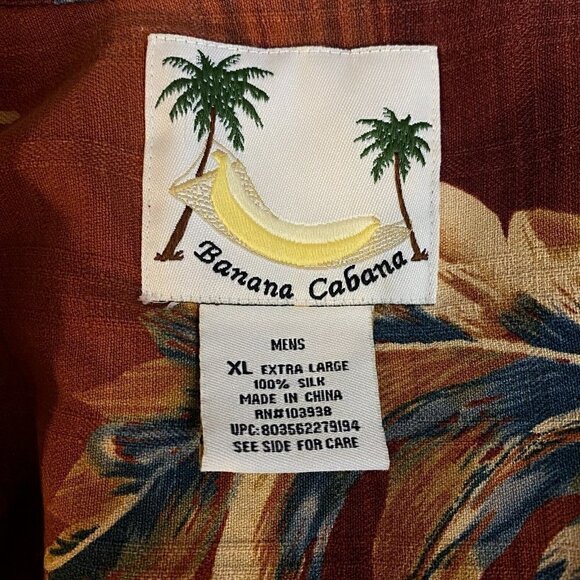 Banana Cabana
MENS
XL EXTRA LARGE
100% SILK
MADE IN CHINA
RN#103938
UPC:803562279194
SEE SIDE FOR CARE